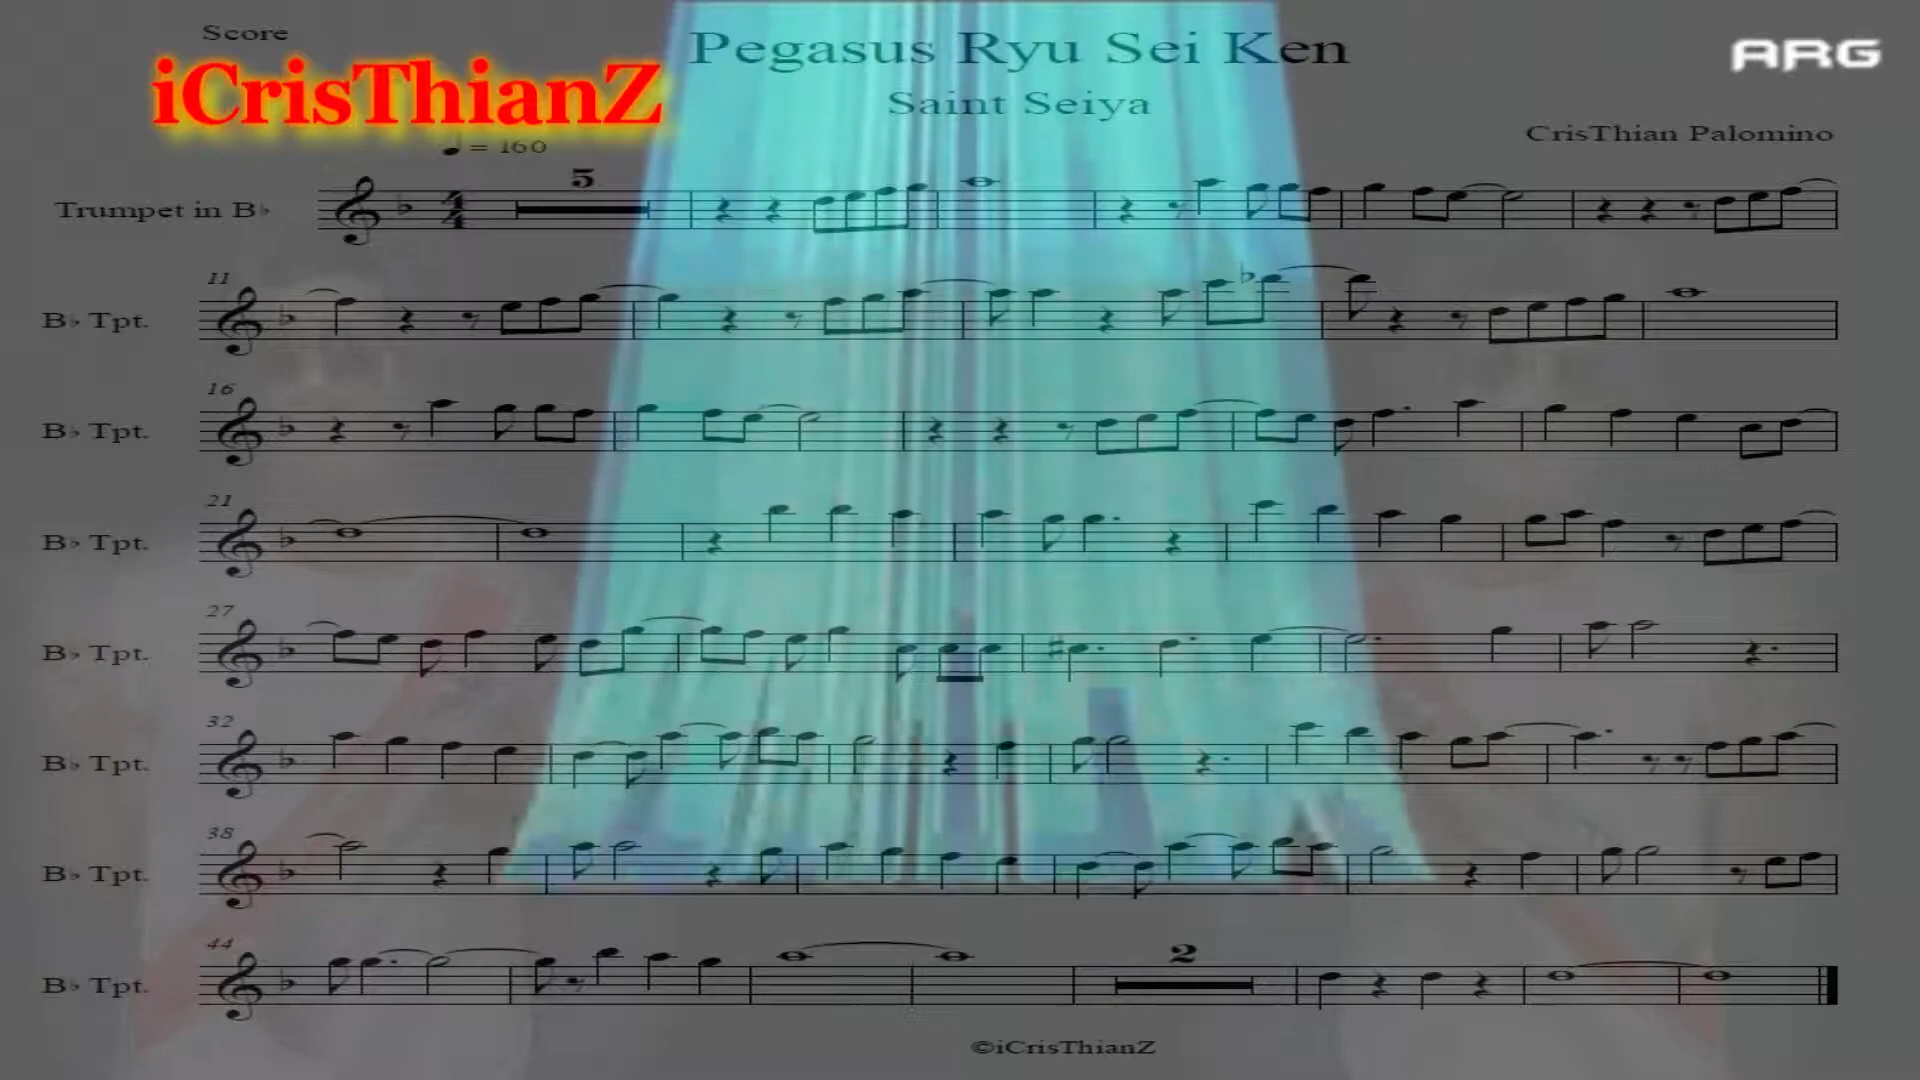 Score
iCrisThianZ
Pegasus Ryu Sei Ken
ARG
Saint Seiya
CrisThian Palomino
= 160
5
Trumpet in B♭
11
B♭ Tpt.
16
B♭ Tpt.
21
B♭ Tpt.
27
B♭ Tpt.
32
B♭ Tpt.
38
B♭ Tpt.
44
2
B♭ Tpt.
©iCrisThianZ